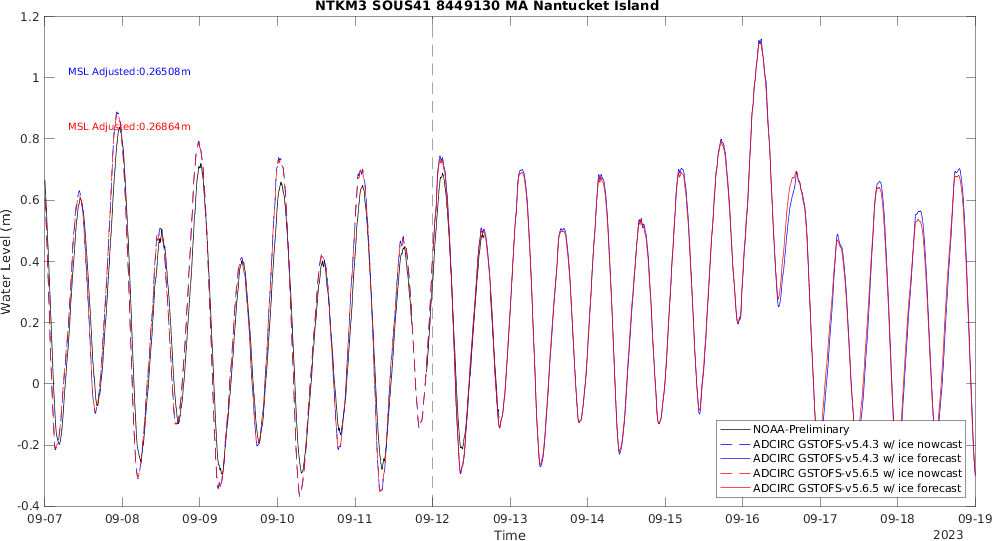 NTKM3 SOUS41 8449130 MA Nantucket Island
1.2
1
0.8
0.6
0.4
0.2
0
-0.2
-0.4
Water Level (m)
MSL Adjusted:0.26508m
MSL Adjusted:0.26864m
NOAA-Preliminary
ADCIRC GSTOFS-v5.4.3 w/ ice nowcast
ADCIRC GSTOFS-v5.4.3 w/ ice forecast
ADCIRC GSTOFS-v5.6.5 w/ ice nowcast
ADCIRC GSTOFS-v5.6.5 w/ ice forecast
09-07 09-08 09-09 09-10 09-11 09-12 09-13 09-14 09-15 09-16 09-17 09-18 09-19
Time
2023